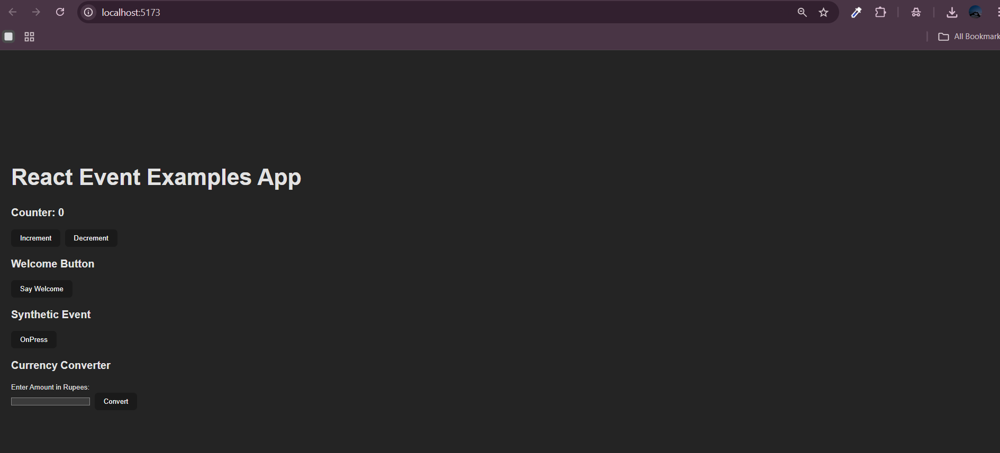 localhost:5173
All Bookmark
React Event Examples App
Counter: 0
Increment Decrement
Welcome Button
Say Welcome
Synthetic Event
OnPress
Currency Converter
Enter Amount in Rupees:
Convert